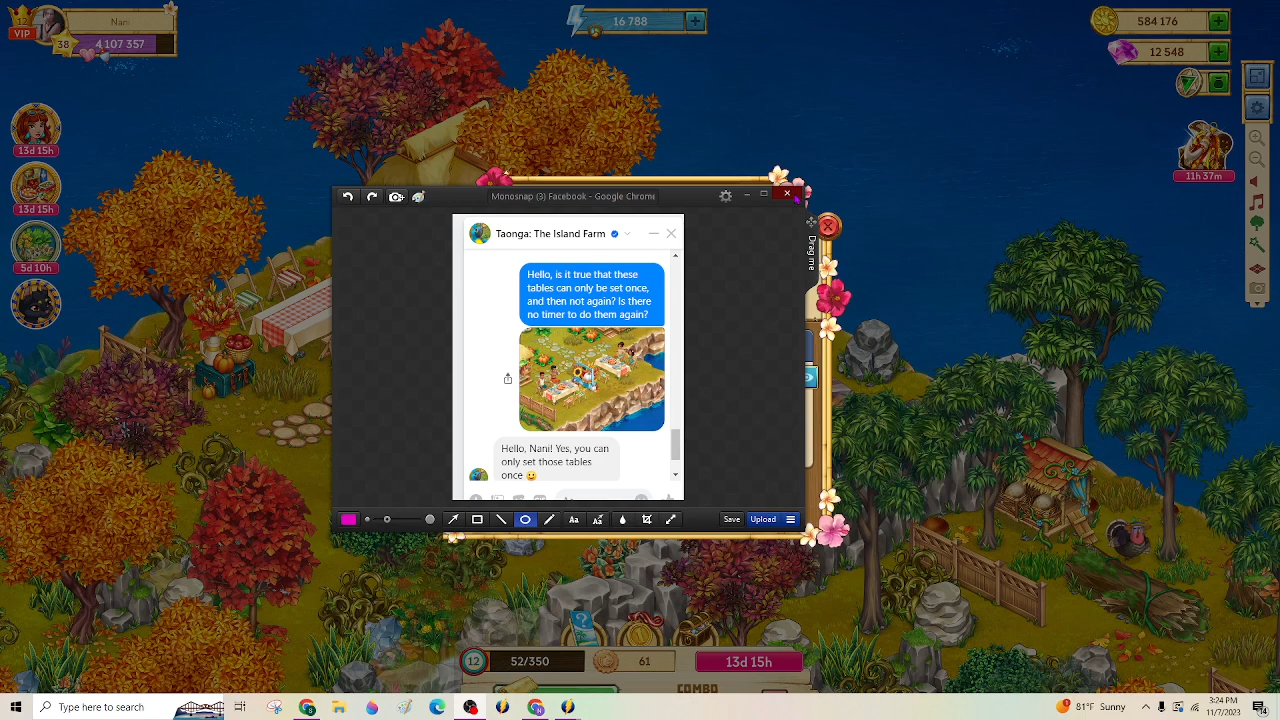 12
VIP
Nani
38
4 107 357
16 788
584 176
12 548
13d 15h
13d 15h
5d 10h
11h 37m
Monosnap (3) Facebook - Google Chrome
Drag me
Taonga: The Island Farm
Hello, is it true that these
tables can only be set once,
and then not again? Is there
no timer to do them again?
Hello, Nani! Yes, you can
only set those tables
once
Aa
Aa
Save
Upload
12
52/350
61
13d 15h
COMBO
Type here to search
81°F Sunny
3:24 PM
11/7/2023
14